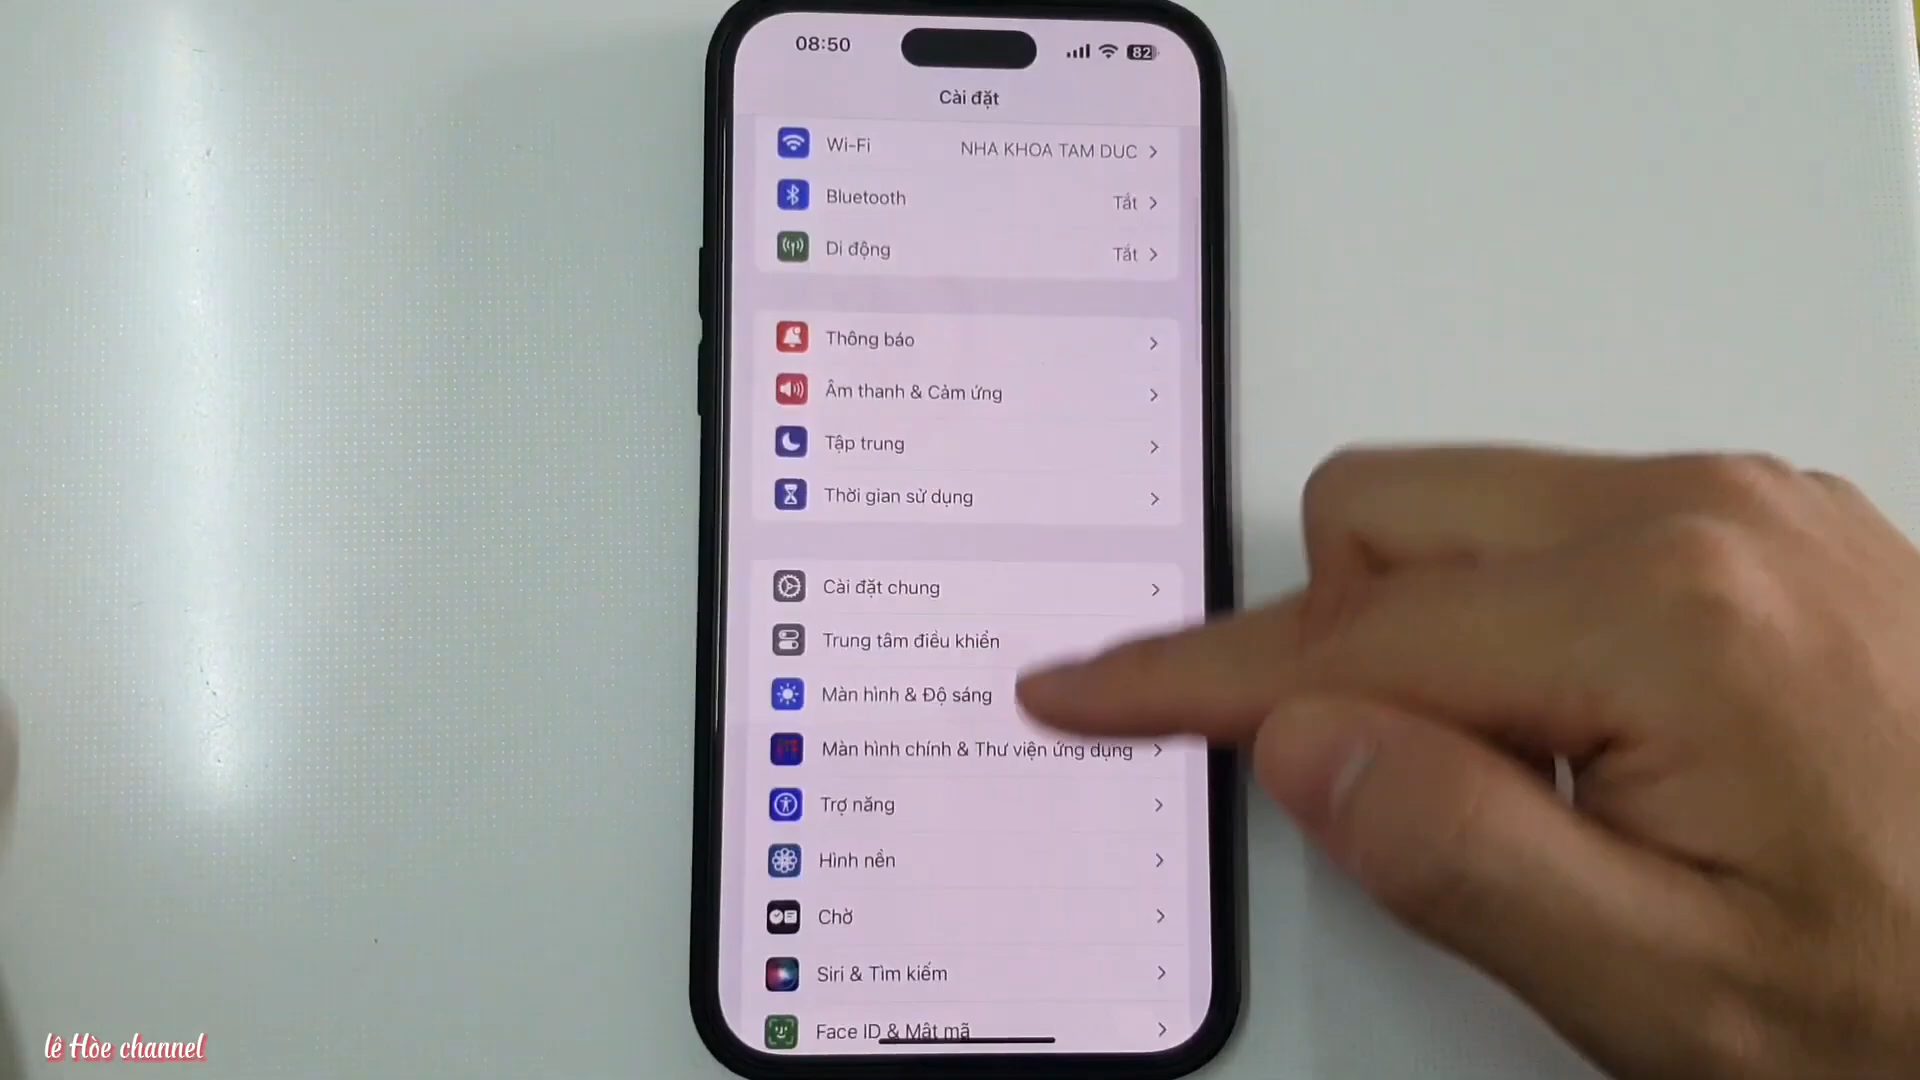 08:50
82
Cài đặt
Wi-Fi NHA KHOA TAM DUC
Bluetooth Tắt
Di động Tắt
Thông báo
Âm thanh & Cảm ứng
Tập trung
Thời gian sử dụng
Cài đặt chung
Trung tâm điều khiển
Màn hình & Độ sáng
Màn hình chính & Thư viện ứng dụng
Trợ năng
Hình nền
Chờ
Siri & Tìm kiếm
Face ID & Mật mã
lê Hòe channel